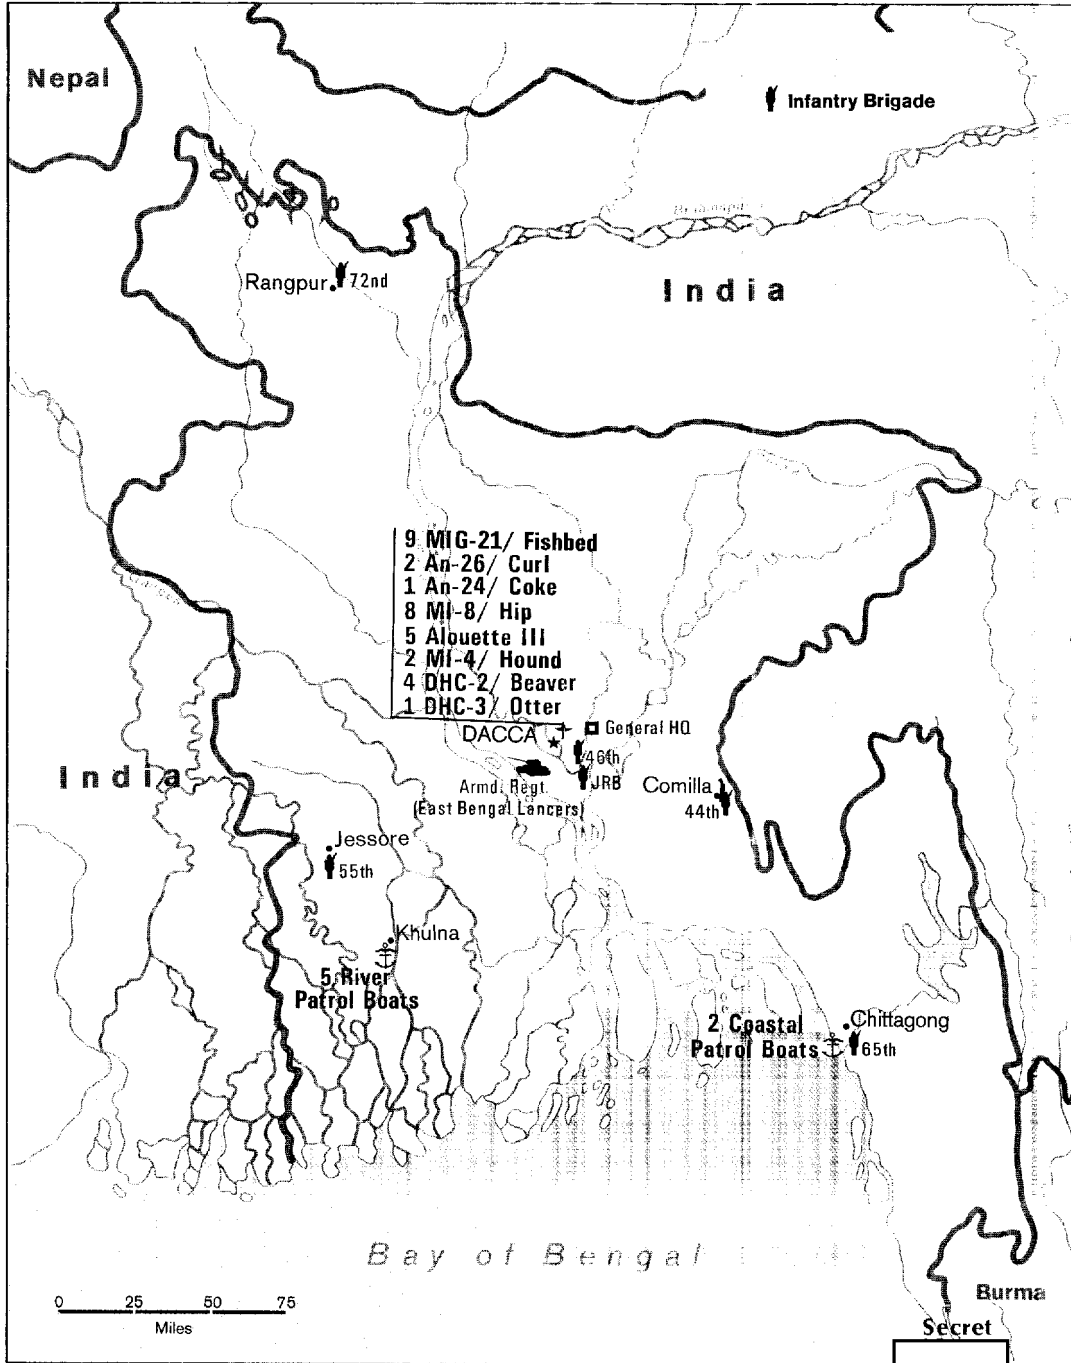 Nepal
Infantry Brigade
India
Rangpur
72nd
9 MIG-21/ Fishbed
2 An-26/ Curl
1 An-24/ Coke
8 MI-8/ Hip
5 Alouette III
2 MI-4/ Hound
4 DHC-2/ Beaver
1 DHC-3/ Otter
DACCA
General HQ
46th
JRB
Armd. Regt.
(East Bengal Lancers)
India
Comilla
44th
Jessore
55th
Khulna
5 River
Patrol Boats
2 Coastal
Patrol Boats
Chittagong
65th
Bay of Bengal
0 25 50 75
Miles
Burma
Secret